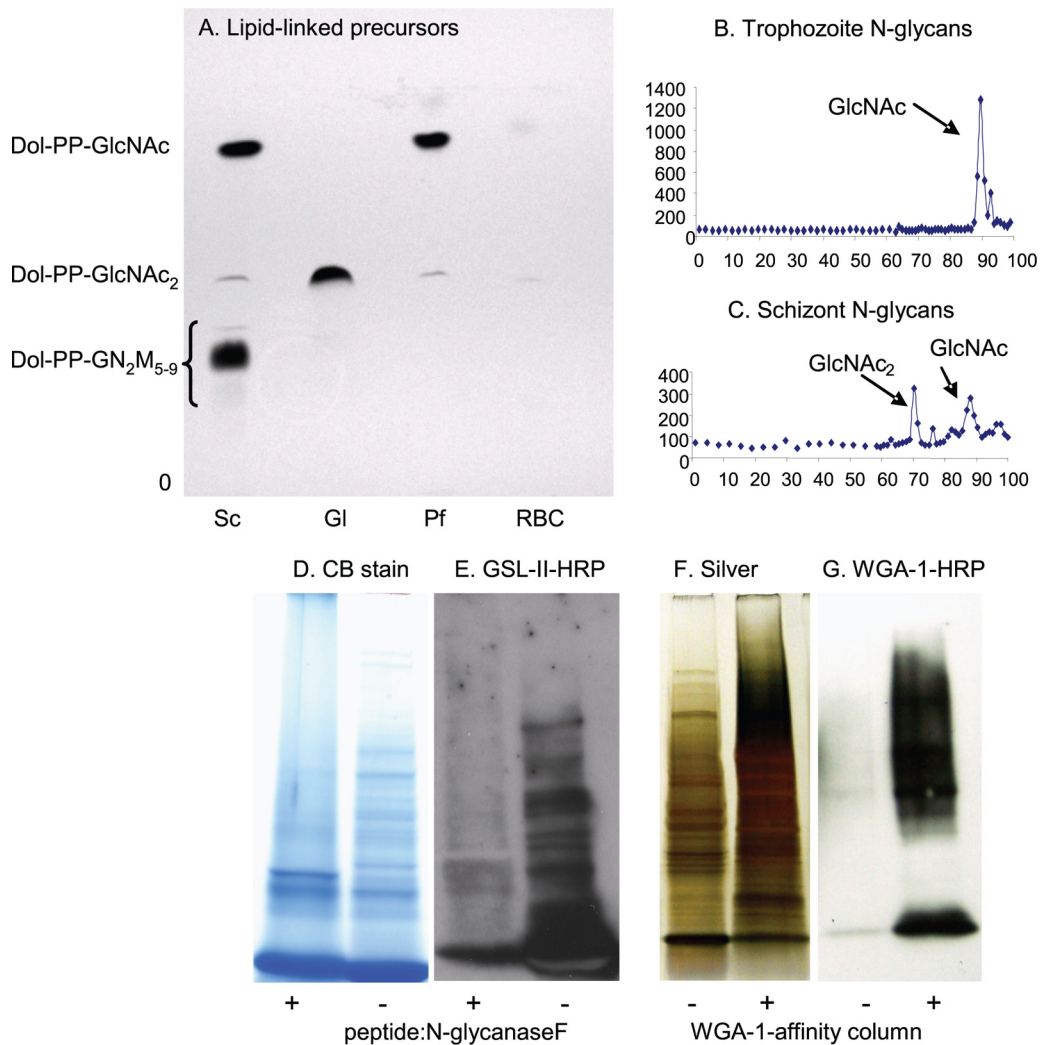 A. Lipid-linked precursors
Dol-PP-GlcNAc
Dol-PP-GlcNAc2
Dol-PP-GN2M5-9
0
Sc Gl Pf RBC
B. Trophozoite N-glycans
GlcNAc
1400
1200
1000
800
600
400
200
0
0 10 20 30 40 50 60 70 80 90 100
C. Schizont N-glycans
GlcNAc2 GlcNAc
400
300
200
100
0
0 10 20 30 40 50 60 70 80 90 100
D. CB stain E. GSL-II-HRP F. Silver G. WGA-1-HRP
+ - + - - + - +
peptide:N-glycanaseF WGA-1-affinity column